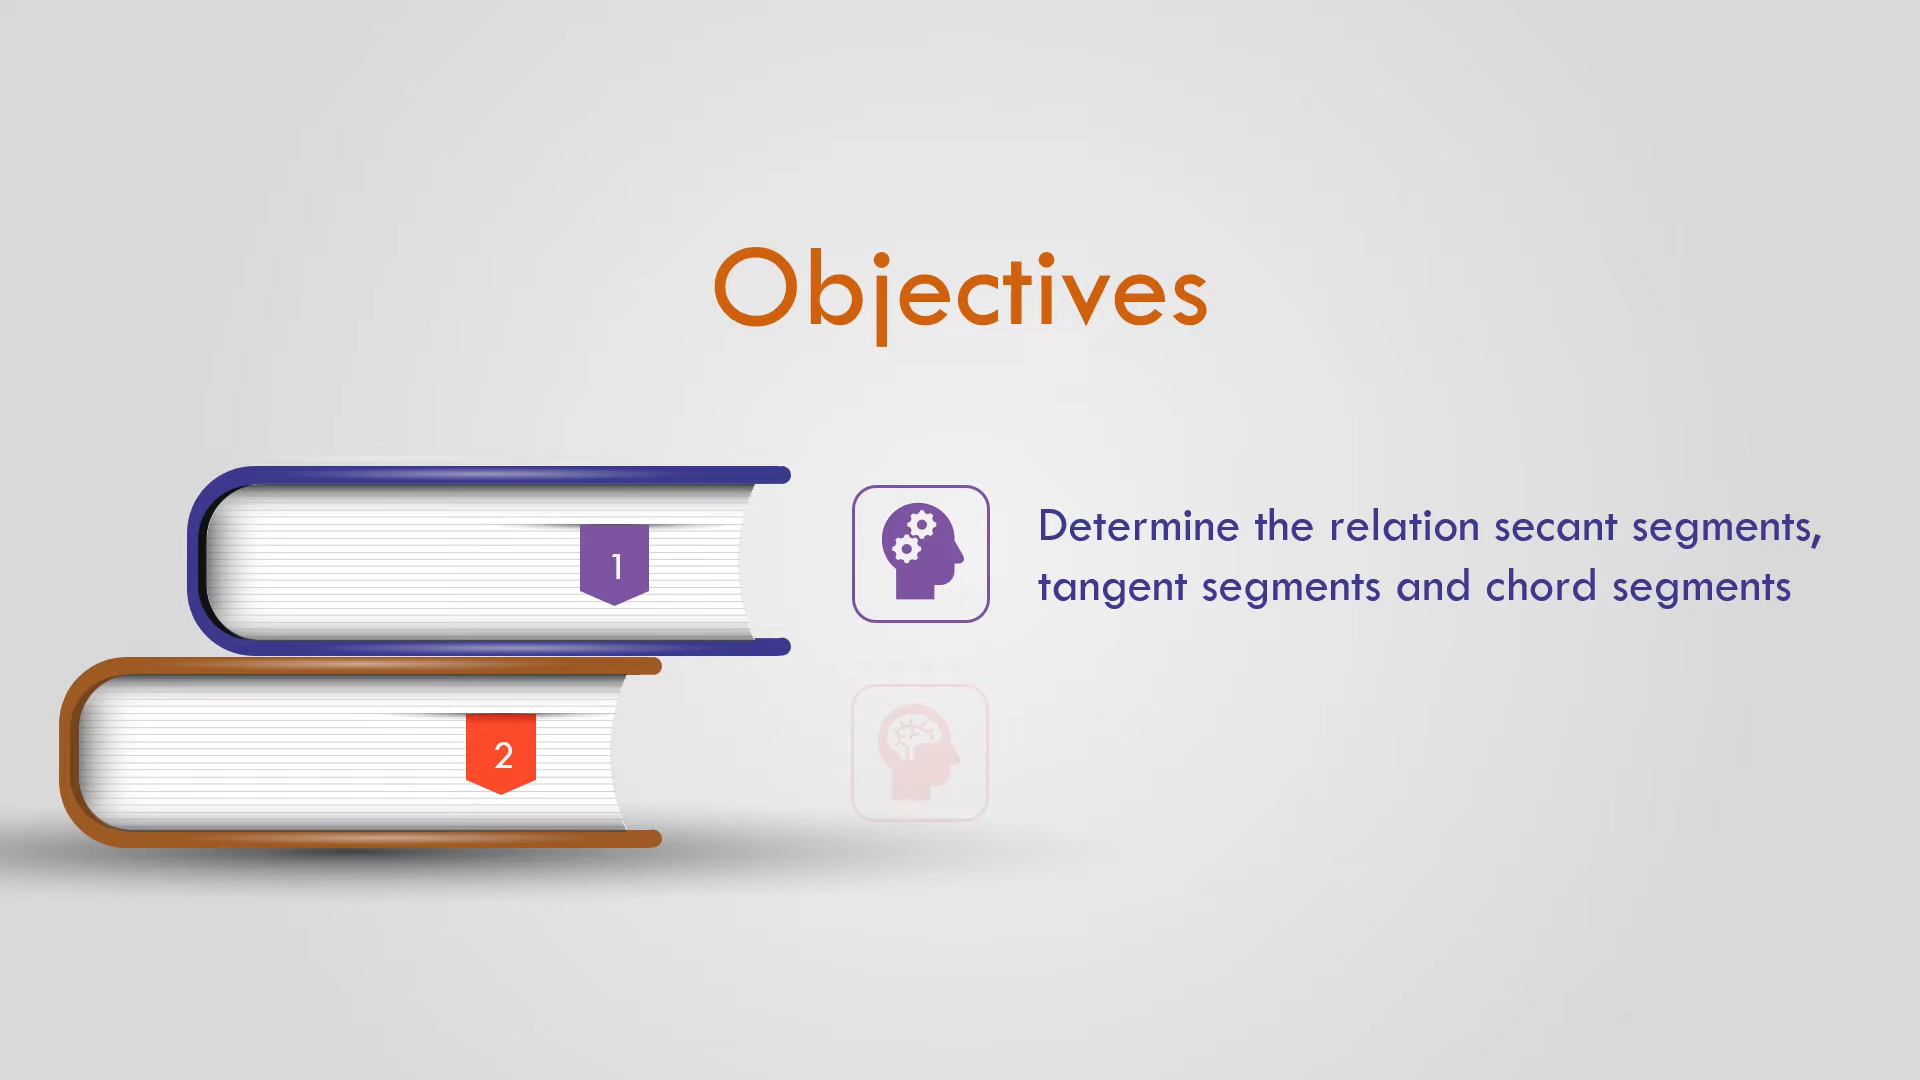 Objectives
1
Determine the relation secant segments,
tangent segments and chord segments
2